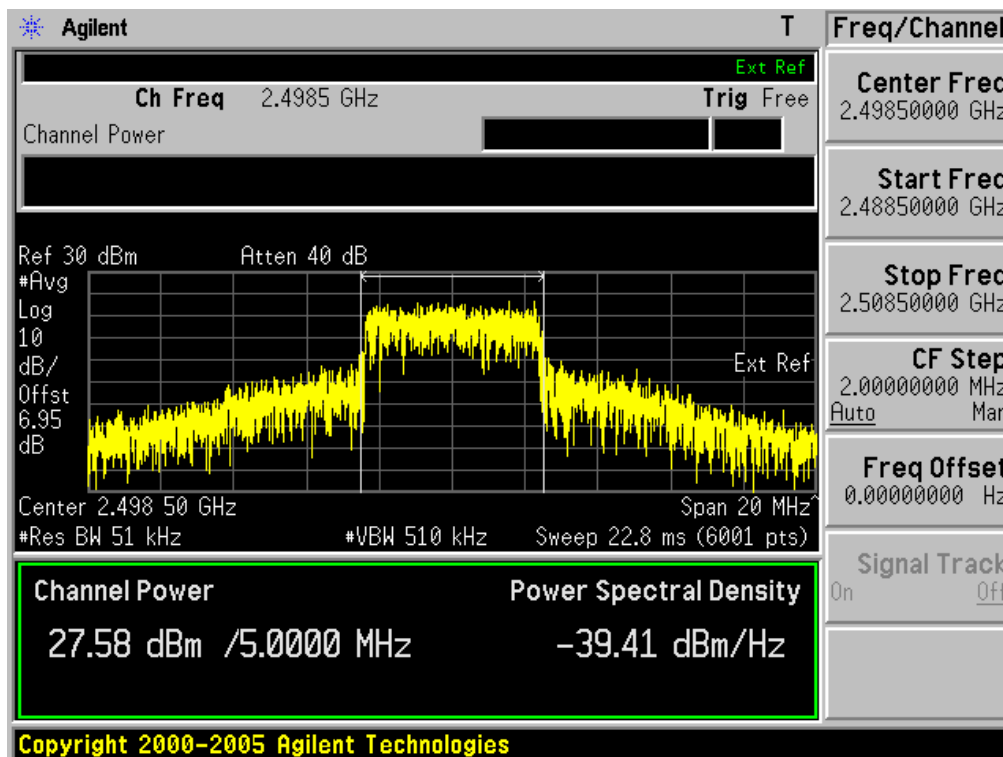 Agilent T
Ext Ref
Ch Freq 2.4985 GHz Trig Free
Channel Power
Ref 30 dBm Atten 40 dB
#Avg
Log
10
dB/
Offst
6.95
dB
Ext Ref
Center 2.498 50 GHz Span 20 MHz^
#Res BW 51 kHz #VBW 510 kHz Sweep 22.8 ms (6001 pts)
Channel Power Power Spectral Density
27.58 dBm /5.0000 MHz -39.41 dBm/Hz
Copyright 2000-2005 Agilent Technologies
Freq/Channel
Center Freq
2.49850000 GHz
Start Freq
2.48850000 GHz
Stop Freq
2.50850000 GHz
CF Step
2.00000000 MHz
Auto Man
Freq Offset
0.00000000 Hz
Signal Track
On Off